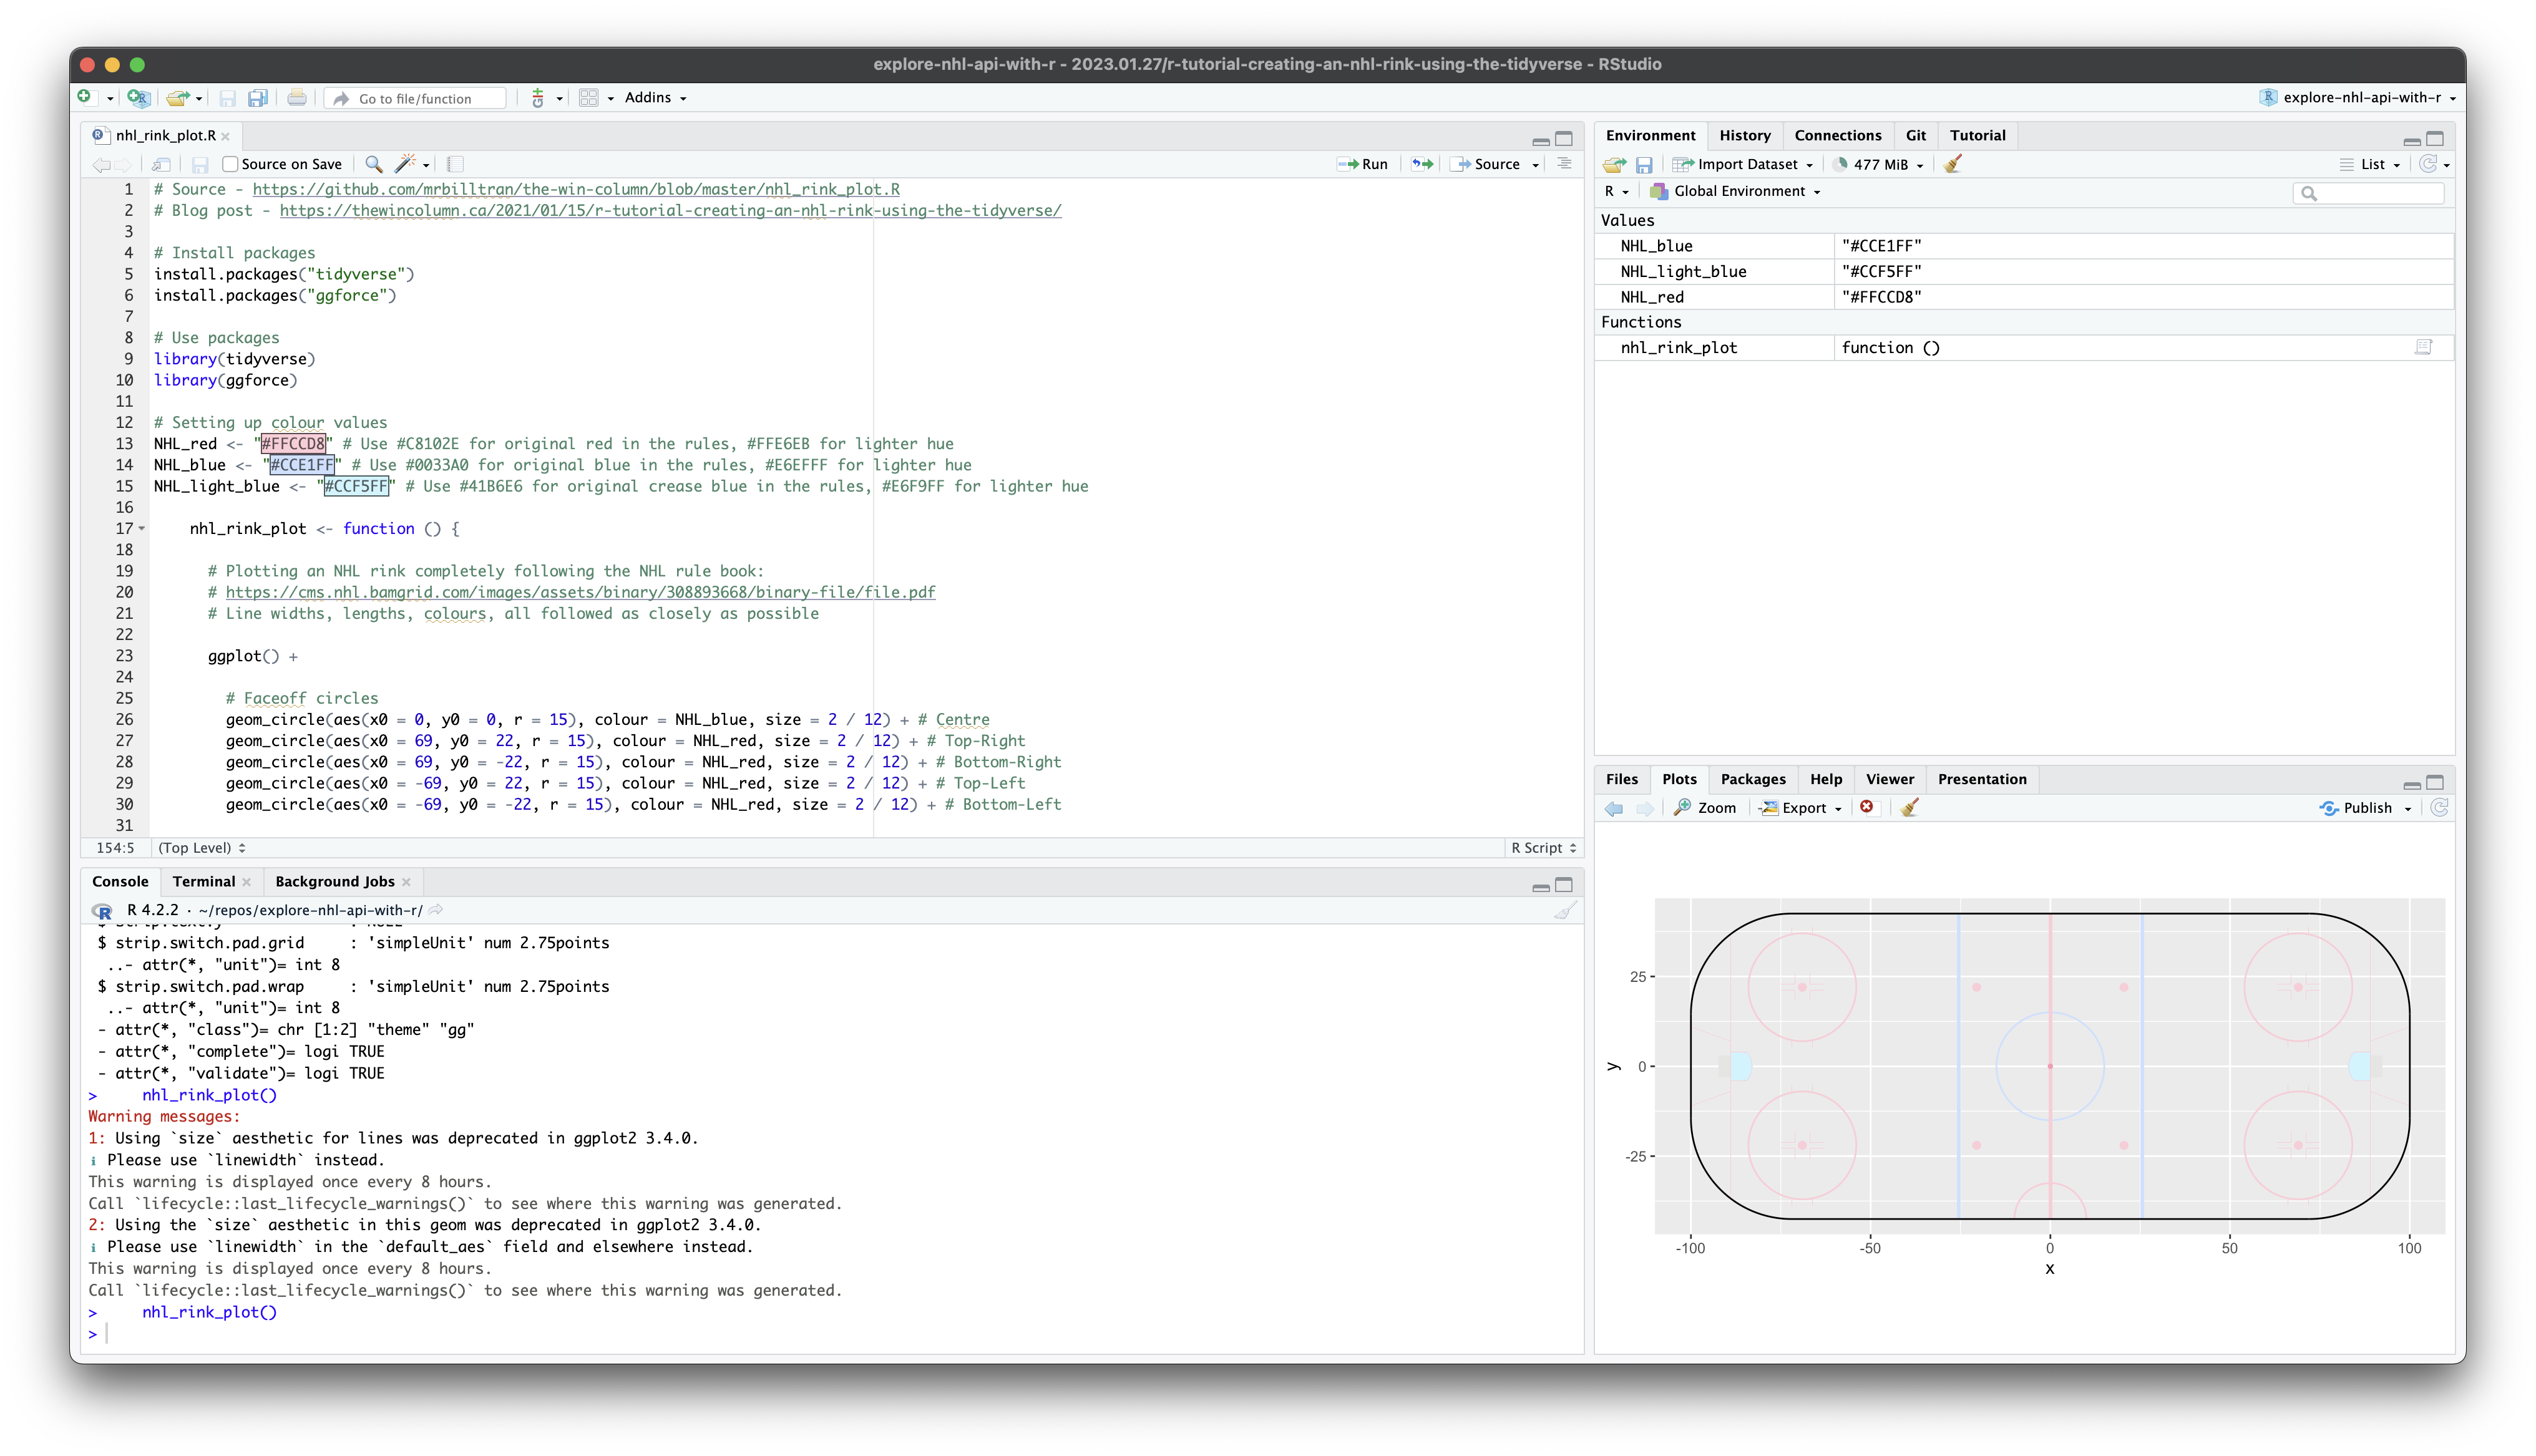 explore-nhl-api-with-r - 2023.01.27/r-tutorial-creating-an-nhl-rink-using-the-tidyverse - RStudio
Go to file/function
Addins
explore-nhl-api-with-r
nhl_rink_plot.R
Source on Save
Run
Source
1 # Source - https://github.com/mrbilltran/the-win-column/blob/master/nhl_rink_plot.R
2 # Blog post - https://thewincolumn.ca/2021/01/15/r-tutorial-creating-an-nhl-rink-using-the-tidyverse/
3
4 # Install packages
5 install.packages("tidyverse")
6 install.packages("ggforce")
7
8 # Use packages
9 library(tidyverse)
10 library(ggforce)
11
12 # Setting up colour values
13 NHL_red <- "#FFCCD8" # Use #C8102E for original red in the rules, #FFE6EB for lighter hue
14 NHL_blue <- "#CCE1FF" # Use #0033A0 for original blue in the rules, #E6EFFF for lighter hue
15 NHL_light_blue <- "#CCF5FF" # Use #41B6E6 for original crease blue in the rules, #E6F9FF for lighter hue
16
17 nhl_rink_plot <- function () {
18
19 # Plotting an NHL rink completely following the NHL rule book:
20 # https://cms.nhl.bamgrid.com/images/assets/binary/308893668/binary-file/file.pdf
21 # Line widths, lengths, colours, all followed as closely as possible
22
23 ggplot() +
24
25 # Faceoff circles
26 geom_circle(aes(x0 = 0, y0 = 0, r = 15), colour = NHL_blue, size = 2 / 12) + # Centre
27 geom_circle(aes(x0 = 69, y0 = 22, r = 15), colour = NHL_red, size = 2 / 12) + # Top-Right
28 geom_circle(aes(x0 = 69, y0 = -22, r = 15), colour = NHL_red, size = 2 / 12) + # Bottom-Right
29 geom_circle(aes(x0 = -69, y0 = 22, r = 15), colour = NHL_red, size = 2 / 12) + # Top-Left
30 geom_circle(aes(x0 = -69, y0 = -22, r = 15), colour = NHL_red, size = 2 / 12) + # Bottom-Left
31
154:5 (Top Level) R Script
Console Terminal Background Jobs
R 4.2.2 · ~/repos/explore-nhl-api-with-r/
$ strip.switch.pad.grid : 'simpleUnit' num 2.75points
..- attr(*, "unit")= int 8
$ strip.switch.pad.wrap : 'simpleUnit' num 2.75points
..- attr(*, "unit")= int 8
- attr(*, "class")= chr [1:2] "theme" "gg"
- attr(*, "complete")= logi TRUE
- attr(*, "validate")= logi TRUE
> nhl_rink_plot()
Warning messages:
1: Using `size` aesthetic for lines was deprecated in ggplot2 3.4.0.
ℹ Please use `linewidth` instead.
This warning is displayed once every 8 hours.
Call `lifecycle::last_lifecycle_warnings()` to see where this warning was generated.
2: Using the `size` aesthetic in this geom was deprecated in ggplot2 3.4.0.
ℹ Please use `linewidth` in the `default_aes` field and elsewhere instead.
This warning is displayed once every 8 hours.
Call `lifecycle::last_lifecycle_warnings()` to see where this warning was generated.
> nhl_rink_plot()
>
Environment History Connections Git Tutorial
Import Dataset 477 MiB List
R Global Environment
Values
NHL_blue "#CCE1FF"
NHL_light_blue "#CCF5FF"
NHL_red "#FFCCD8"
Functions
nhl_rink_plot function ()
Files Plots Packages Help Viewer Presentation
Zoom Export Publish
25
0
-25
y
-100 -50 0 50 100
x